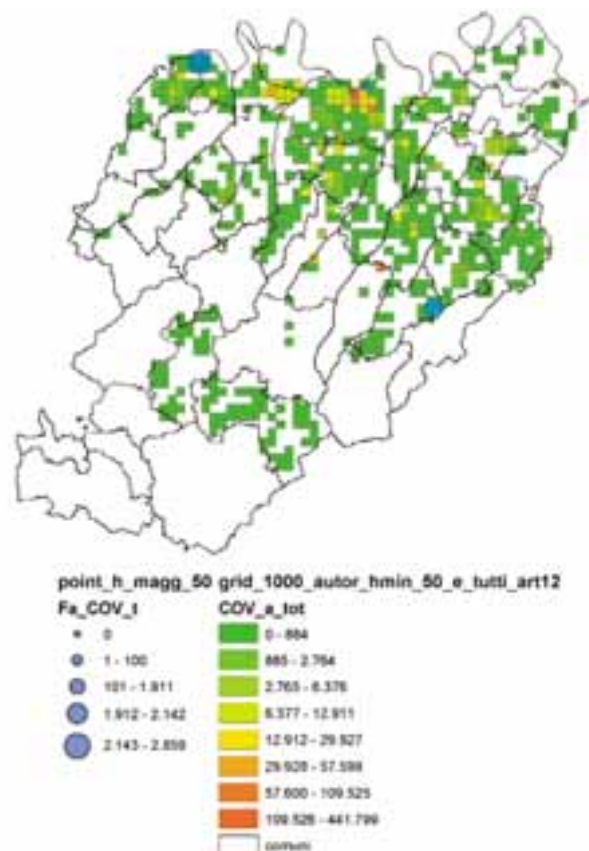 point_h_magg_50 grid_1000_autor_hmin_50_e_tutti_art12
Fa_COV_t COV_a_tot
0 0 - 884
1 - 100 885 - 2.764
101 - 1.911 2.765 - 6.376
1.912 - 2.142 6.377 - 12.911
2.143 - 2.859 12.912 - 29.927
29.928 - 57.599
57.600 - 109.525
109.526 - 441.799
comuni